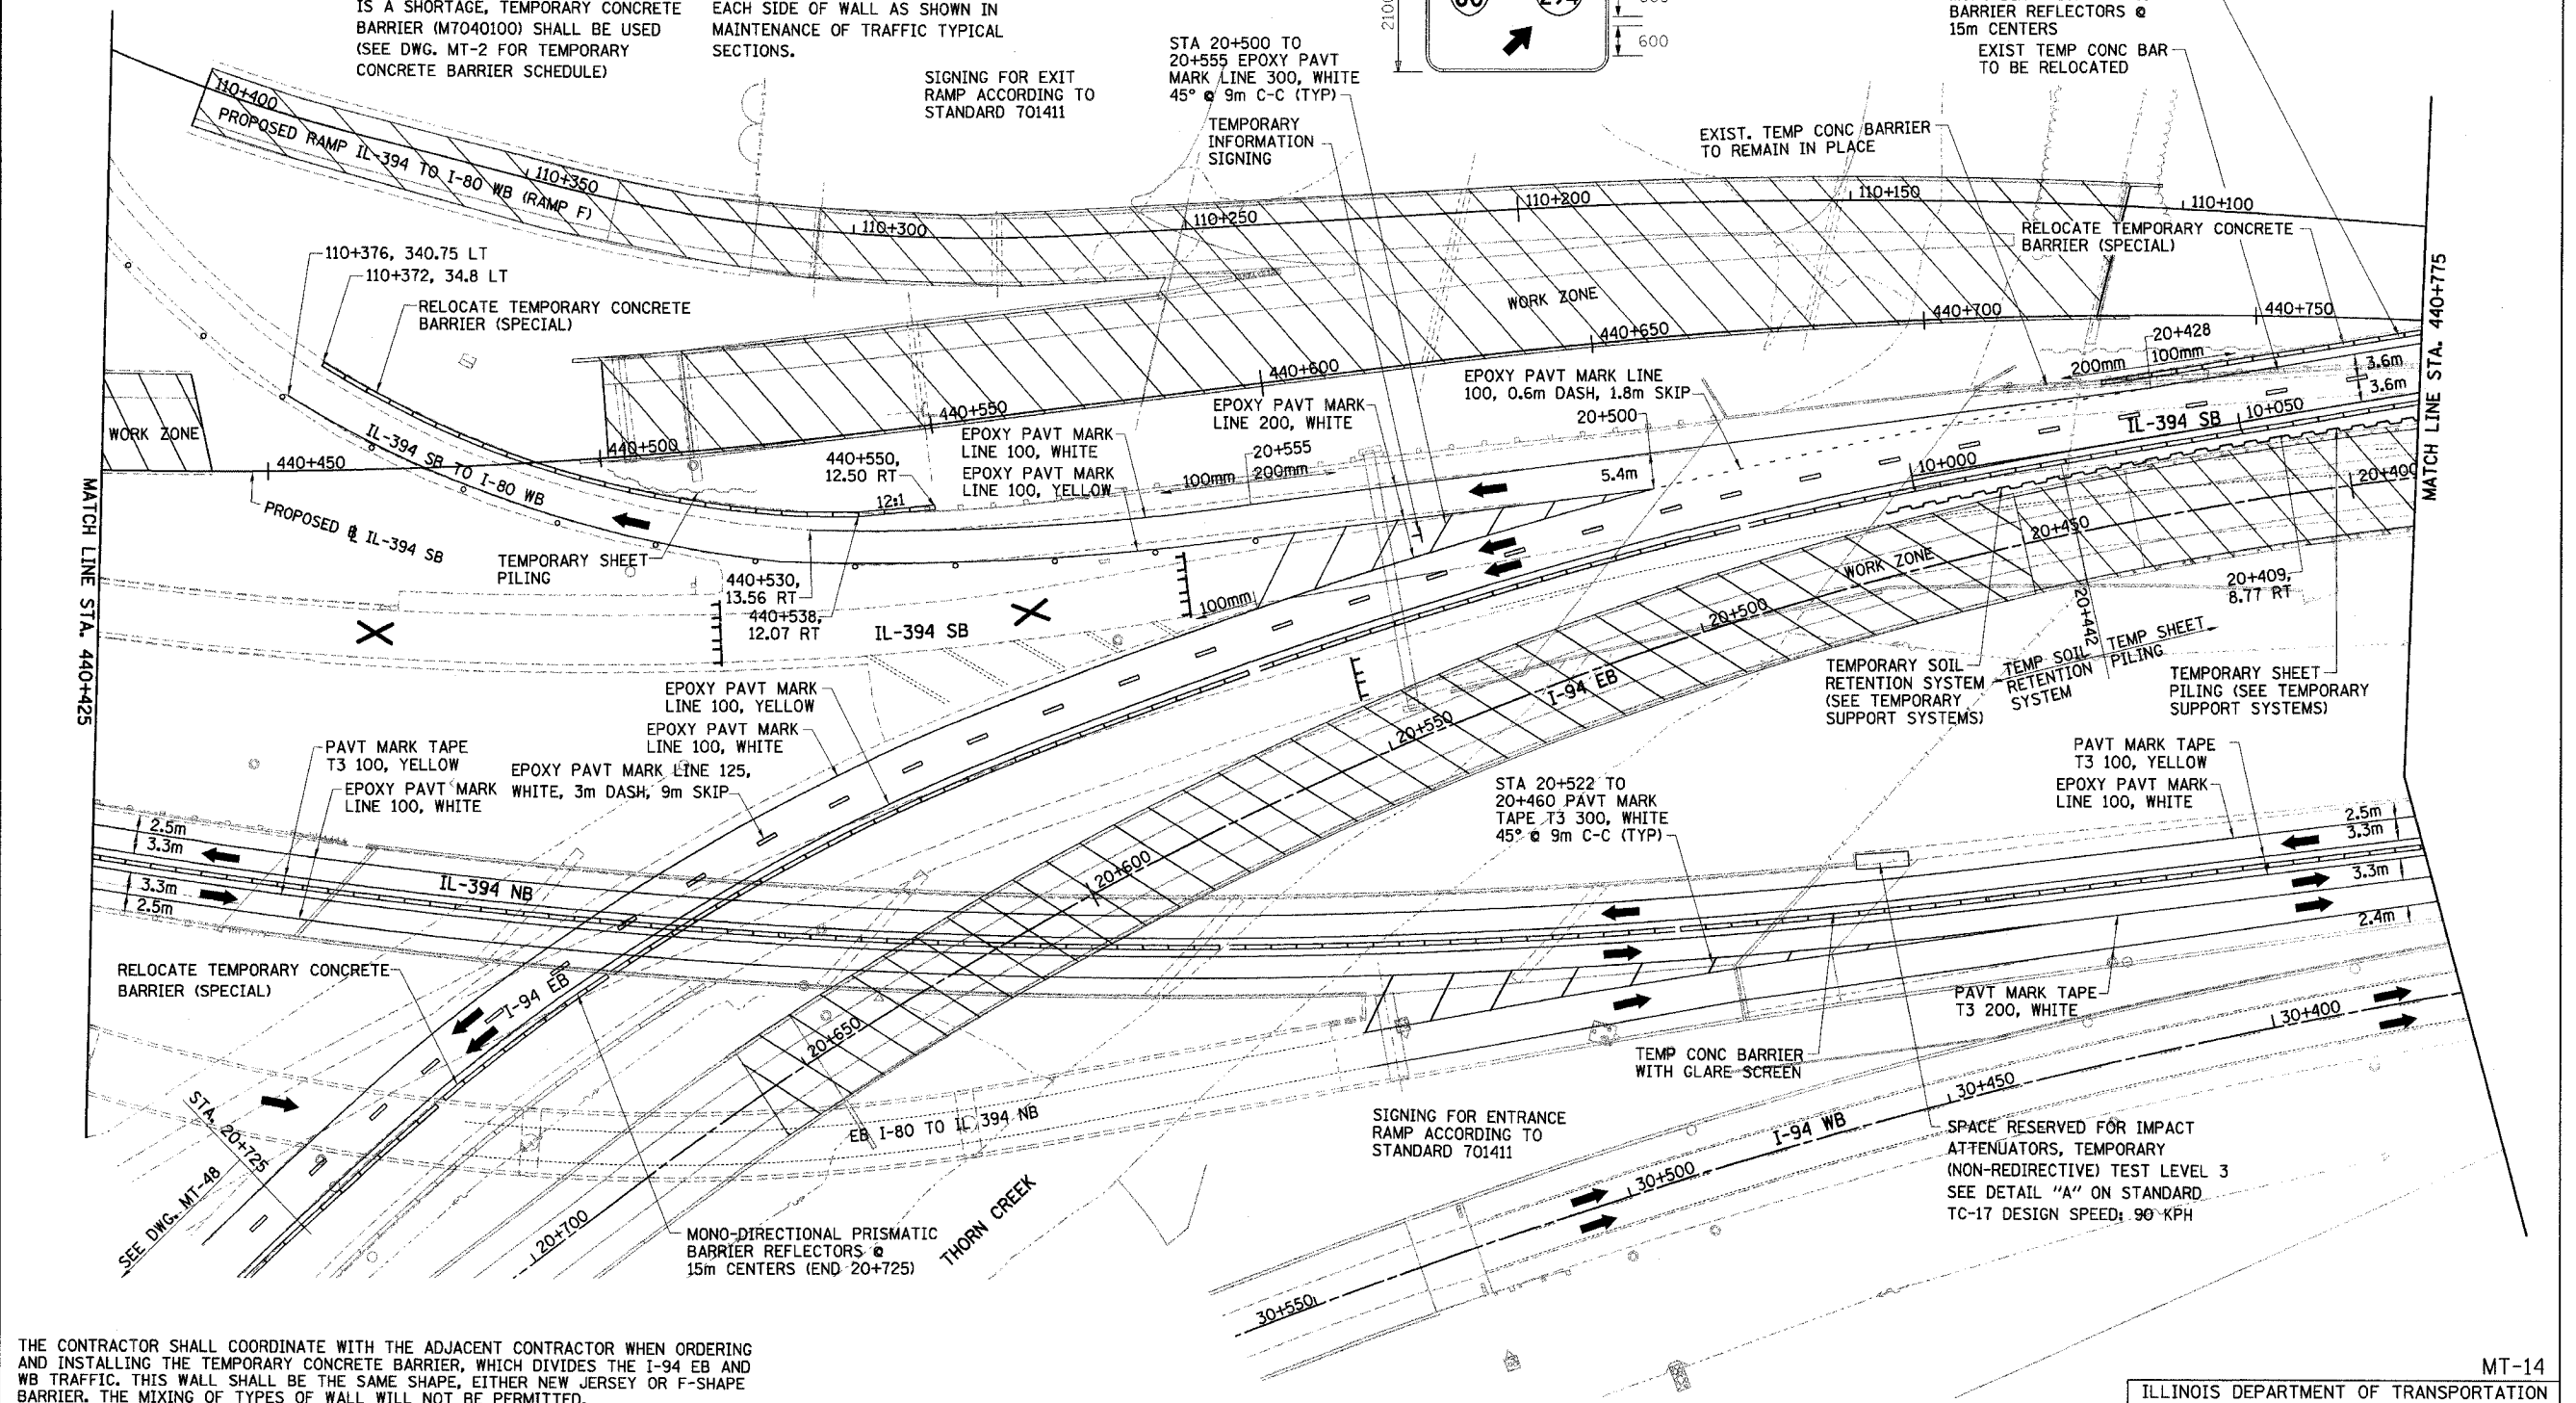 IS A SHORTAGE, TEMPORARY CONCRETE
BARRIER (M7040100) SHALL BE USED
(SEE DWG. MT-2 FOR TEMPORARY
CONCRETE BARRIER SCHEDULE)
EACH SIDE OF WALL AS SHOWN IN
MAINTENANCE OF TRAFFIC TYPICAL
SECTIONS.
SIGNING FOR EXIT
RAMP ACCORDING TO
STANDARD 701411
STA 20+500 TO
20+555 EPOXY PAVT
MARK LINE 300, WHITE
45° @ 9m C-C (TYP)
TEMPORARY
INFORMATION
SIGNING
2100
600
BARRIER REFLECTORS @
15m CENTERS
EXIST TEMP CONC BAR
TO BE RELOCATED
EXIST. TEMP CONC BARRIER
TO REMAIN IN PLACE
110+400
PROPOSED RAMP IL-394 TO I-80 WB (RAMP F)
110+350
110+300
110+250
110+200
110+150
110+100
RELOCATE TEMPORARY CONCRETE
BARRIER (SPECIAL)
110+376, 340.75 LT
110+372, 34.8 LT
RELOCATE TEMPORARY CONCRETE
BARRIER (SPECIAL)
WORK ZONE
440+750
440+700
440+650
440+600
440+550
440+500
440+450
20+428
200mm
100mm
3.6m
3.6m
MATCH LINE STA. 440+775
WORK ZONE
IL-394 SB TO I-80 WB
EPOXY PAVT MARK LINE
100, 0.6m DASH, 1.8m SKIP
20+500
EPOXY PAVT MARK
LINE 200, WHITE
EPOXY PAVT MARK
LINE 100, WHITE
EPOXY PAVT MARK
LINE 100, YELLOW
20+555
100mm
200mm
5.4m
440+550,
12.50 RT
12:1
IL-394 SB
10+050
10+000
20+400
20+450
MATCH LINE STA. 440+425
PROPOSED ℄ IL-394 SB
TEMPORARY SHEET
PILING
440+530,
13.56 RT
440+538,
12.07 RT
IL-394 SB
100mm
WORK ZONE
20+500
20+409,
8.77 RT
20+442
TEMP SOIL
RETENTION
SYSTEM
TEMP SHEET
PILING
TEMPORARY SOIL
RETENTION SYSTEM
(SEE TEMPORARY
SUPPORT SYSTEMS)
TEMPORARY SHEET
PILING (SEE TEMPORARY
SUPPORT SYSTEMS)
I-94 EB
20+550
EPOXY PAVT MARK
LINE 100, YELLOW
EPOXY PAVT MARK
LINE 100, WHITE
EPOXY PAVT MARK LINE 125,
WHITE, 3m DASH, 9m SKIP
PAVT MARK TAPE
T3 100, YELLOW
EPOXY PAVT MARK
LINE 100, WHITE
STA 20+522 TO
20+460 PAVT MARK
TAPE T3 300, WHITE
45° @ 9m C-C (TYP)
PAVT MARK TAPE
T3 100, YELLOW
EPOXY PAVT MARK
LINE 100, WHITE
2.5m
3.3m
3.3m
2.5m
IL-394 NB
20+600
2.5m
3.3m
3.3m
2.4m
RELOCATE TEMPORARY CONCRETE
BARRIER (SPECIAL)
I-94 EB
20+650
PAVT MARK TAPE
T3 200, WHITE
30+400
TEMP CONC BARRIER
WITH GLARE SCREEN
30+450
STA. 20+725
SEE DWG. MT-48
EB I-80 TO IL 394 NB
SIGNING FOR ENTRANCE
RAMP ACCORDING TO
STANDARD 701411
I-94 WB
30+500
SPACE RESERVED FOR IMPACT
ATTENUATORS, TEMPORARY
(NON-REDIRECTIVE) TEST LEVEL 3
SEE DETAIL "A" ON STANDARD
TC-17 DESIGN SPEED: 90 KPH
20+700
MONO-DIRECTIONAL PRISMATIC
BARRIER REFLECTORS @
15m CENTERS (END 20+725)
THORN CREEK
30+550
THE CONTRACTOR SHALL COORDINATE WITH THE ADJACENT CONTRACTOR WHEN ORDERING
AND INSTALLING THE TEMPORARY CONCRETE BARRIER, WHICH DIVIDES THE I-94 EB AND
WB TRAFFIC. THIS WALL SHALL BE THE SAME SHAPE, EITHER NEW JERSEY OR F-SHAPE
BARRIER. THE MIXING OF TYPES OF WALL WILL NOT BE PERMITTED.
MT-14
ILLINOIS DEPARTMENT OF TRANSPORTATION